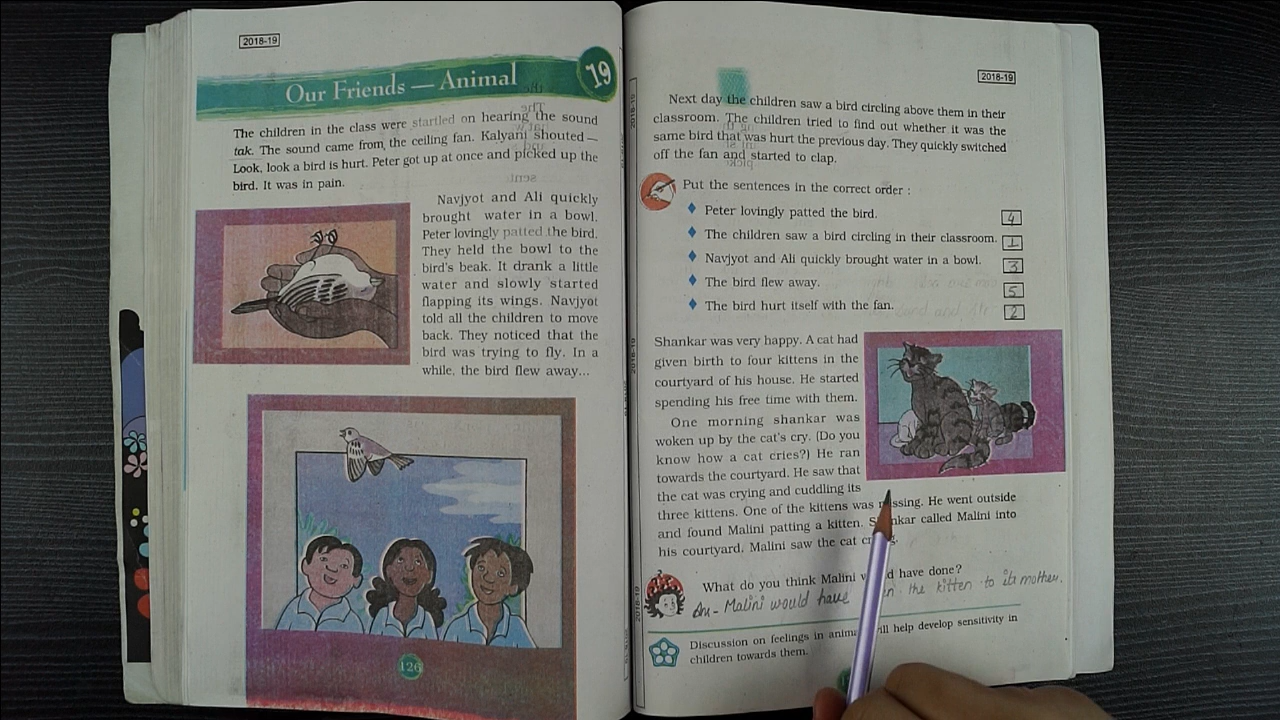 2018-19
Our Friends — Animal
19
The children in the class were startled on hearing the sound
tak. The sound came from the ceiling fan. Kalyani shouted –
Look, look a bird is hurt. Peter got up at once and picked up the
bird. It was in pain.
Navjyot and Ali quickly
brought water in a bowl.
Peter lovingly patted the bird.
They held the bowl to the
bird's beak. It drank a little
water and slowly started
flapping its wings. Navjyot
told all the children to move
back. They noticed that the
bird was trying to fly. In a
while, the bird flew away...
126
2018-19
Next day the children saw a bird circling above them in their
classroom. The children tried to find out whether it was the
same bird that was hurt the previous day. They quickly switched
off the fan and started to clap.
Put the sentences in the correct order :
Peter lovingly patted the bird. 4
The children saw a bird circling in their classroom. 1
Navjyot and Ali quickly brought water in a bowl. 3
The bird flew away. 5
The bird hurt itself with the fan. 2
Shankar was very happy. A cat had
given birth to four kittens in the
courtyard of his house. He started
spending his free time with them.
One morning shankar was
woken up by the cat's cry. (Do you
know how a cat cries?) He ran
towards the courtyard. He saw that
the cat was crying and cuddling its
three kittens. One of the kittens was missing. He went outside
and found Malini patting a kitten. Shankar called Malini into
his courtyard. Malini saw the cat crying.
What do you think Malini would have done?
Ans - Malini would have the kitten to its mother.
Discussion on feelings in animals will help develop sensitivity in
children towards them.